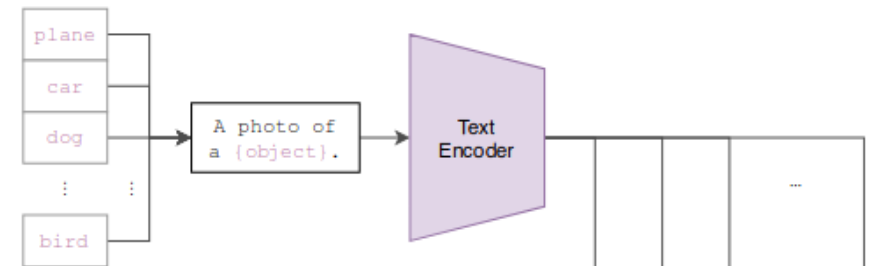 plane
car
dog
⋮ ⋮
bird
A photo of
a {object}.
Text
Encoder
...